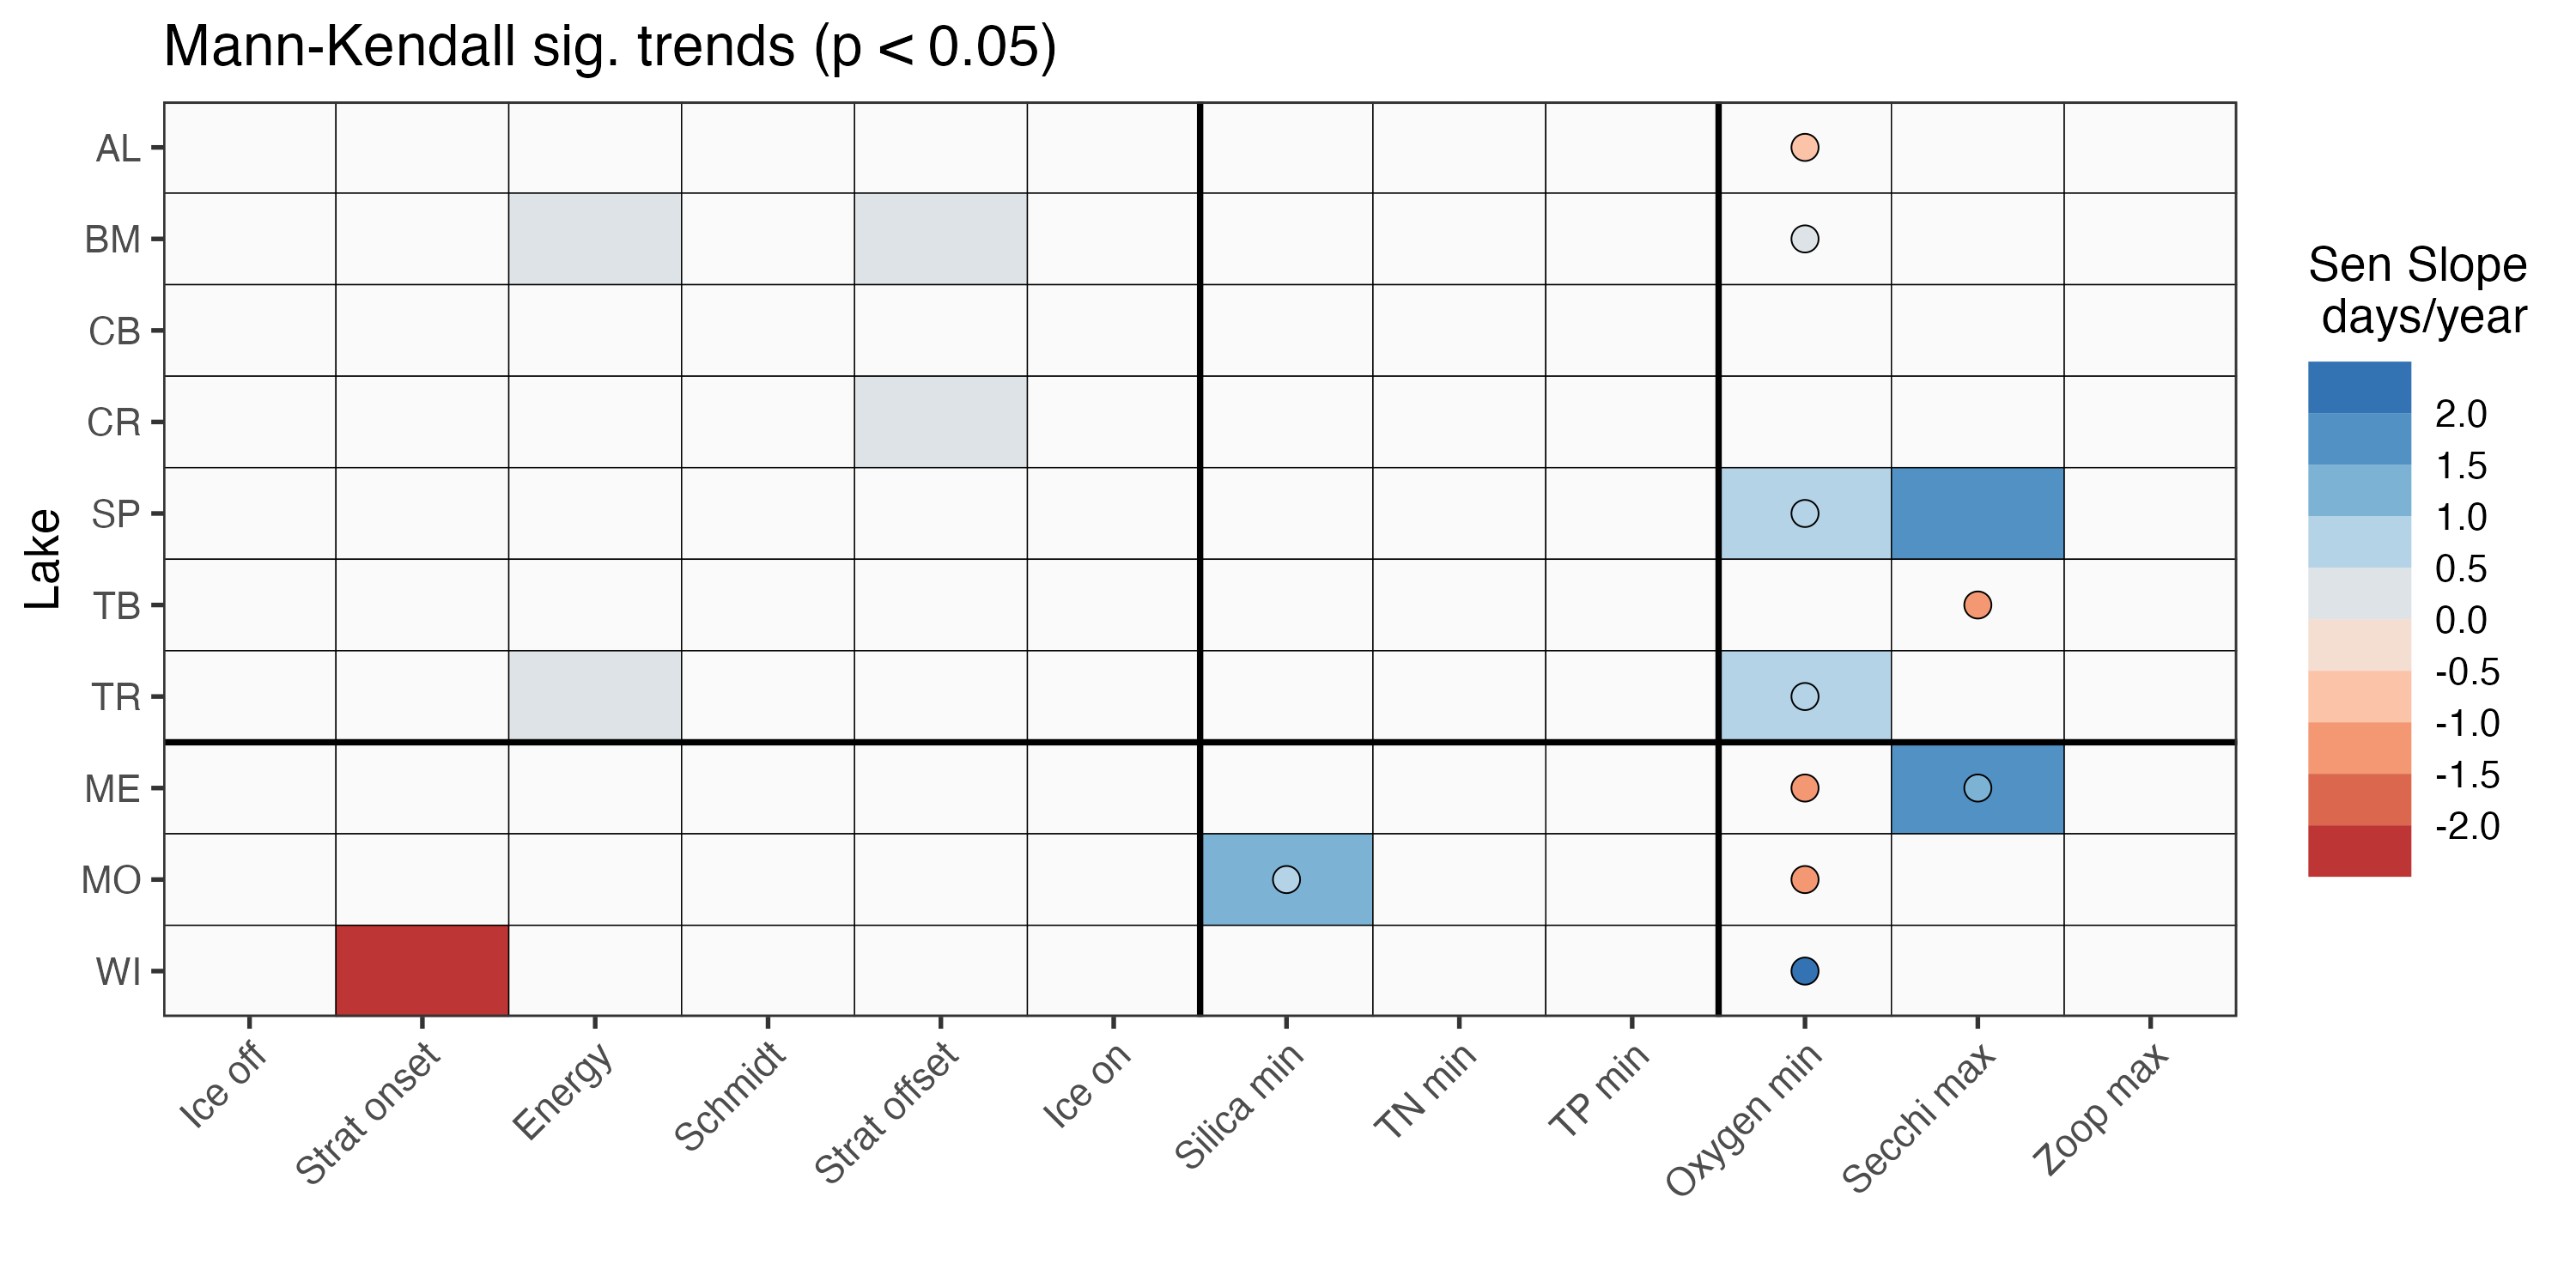 Mann-Kendall sig. trends (p < 0.05)
Lake
AL
BM
CB
CR
SP
TB
TR
ME
MO
WI
Ice off
Strat onset
Energy
Schmidt
Strat offset
Ice on
Silica min
TN min
TP min
Oxygen min
Secchi max
Zoop max
Sen Slope
days/year
2.0
1.5
1.0
0.5
0.0
-0.5
-1.0
-1.5
-2.0